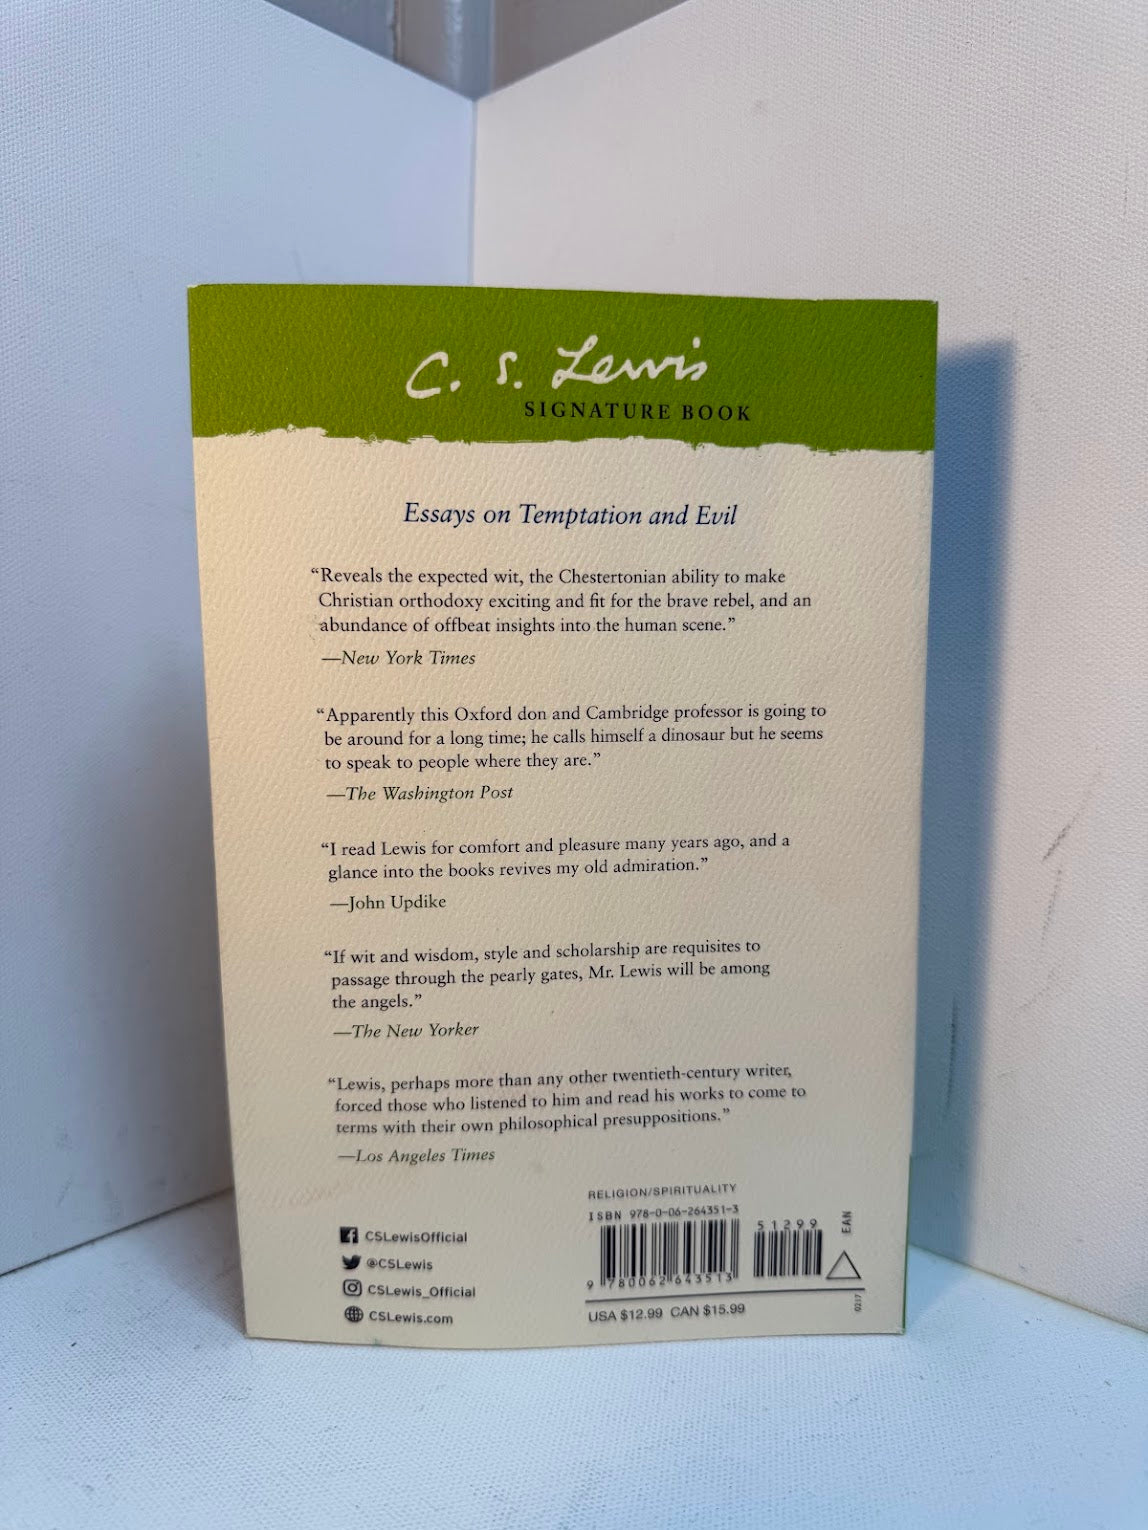 C. S. Lewis
SIGNATURE BOOK
Essays on Temptation and Evil
“Reveals the expected wit, the Chestertonian ability to make
Christian orthodoxy exciting and fit for the brave rebel, and an
abundance of offbeat insights into the human scene.”
—New York Times
“Apparently this Oxford don and Cambridge professor is going to
be around for a long time; he calls himself a dinosaur but he seems
to speak to people where they are.”
—The Washington Post
“I read Lewis for comfort and pleasure many years ago, and a
glance into the books revives my old admiration.”
—John Updike
“If wit and wisdom, style and scholarship are requisites to
passage through the pearly gates, Mr. Lewis will be among
the angels.”
—The New Yorker
“Lewis, perhaps more than any other twentieth-century writer,
forced those who listened to him and read his works to come to
terms with their own philosophical presuppositions.”
—Los Angeles Times
CSLewisOfficial
@CSLewis
CSLewis_Official
CSLewis.com
RELIGION/SPIRITUALITY
ISBN 978-0-06-264351-3
51299
EAN
9 780062 643513
USA $12.99 CAN $15.99
0217